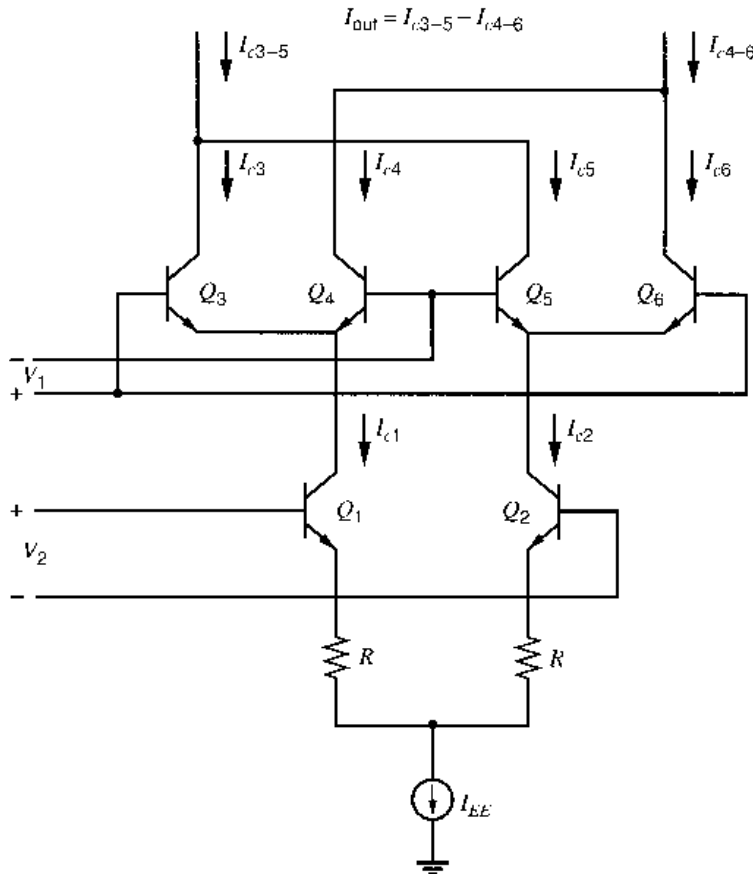 I_out = I_c3–5 – I_c4–6
I_c3–5
I_c4–6
I_c3
I_c4
I_c5
I_c6
Q_3
Q_4
Q_5
Q_6
–
V_1
+
I_c1
I_c2
+
Q_1
Q_2
V_2
–
R
R
I_EE